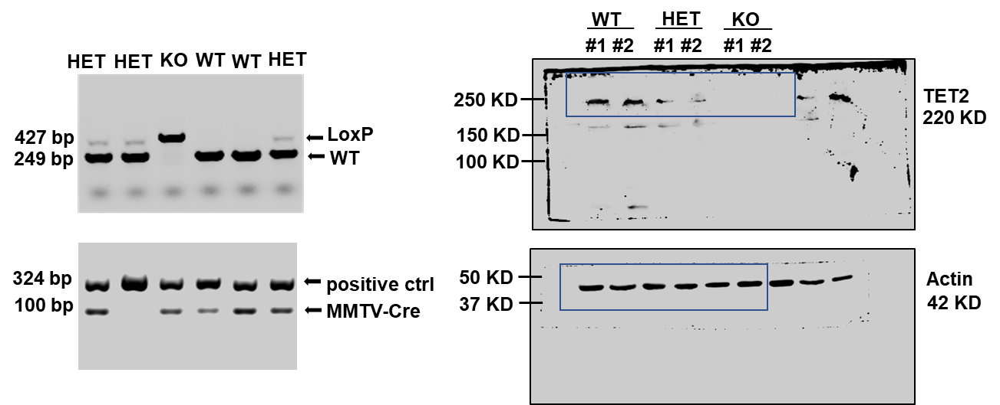 HET HET KO WT WT HET
427 bp
249 bp
LoxP
WT
324 bp
100 bp
positive ctrl
MMTV-Cre
WT HET KO
#1 #2 #1 #2 #1 #2
250 KD
150 KD
100 KD
TET2
220 KD
50 KD
37 KD
Actin
42 KD